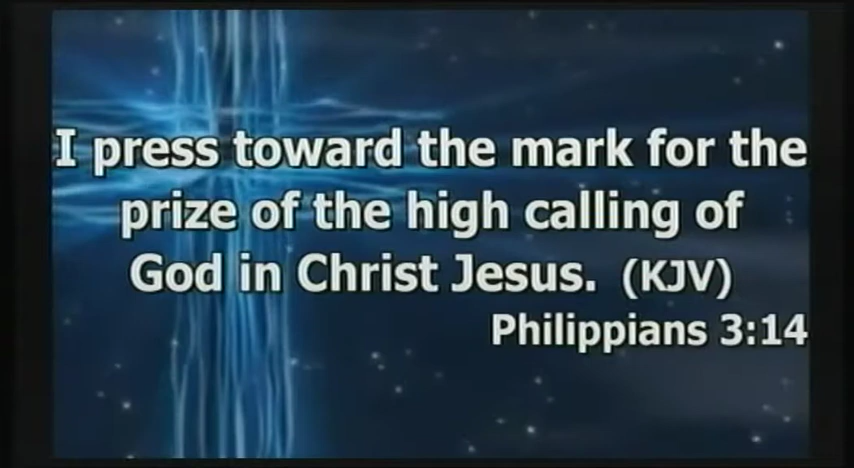 I press toward the mark for the
prize of the high calling of
God in Christ Jesus. (KJV)
Philippians 3:14